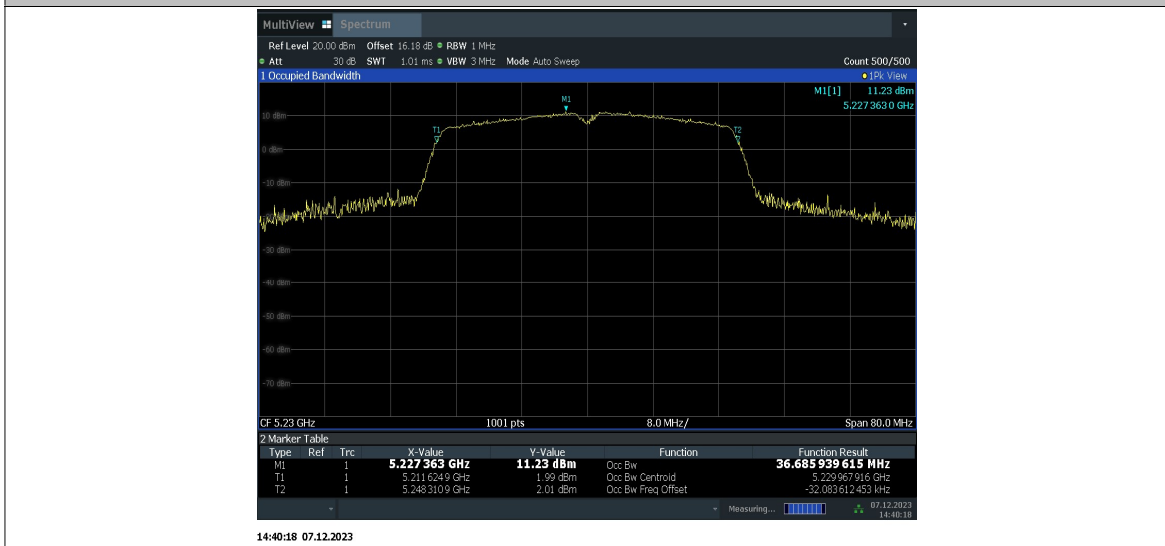 MultiView Spectrum
Ref Level 20.00 dBm Offset 16.18 dB RBW 1 MHz
Att 30 dB SWT 1.01 ms VBW 3 MHz Mode Auto Sweep Count 500/500
1 Occupied Bandwidth 1Pk View
M1[1] 11.23 dBm
5.227 363 0 GHz
M1
10 dBm
T1
T2
0 dBm
-10 dBm
-30 dBm
-40 dBm
-50 dBm
-60 dBm
-70 dBm
CF 5.23 GHz 1001 pts 8.0 MHz/ Span 80.0 MHz
2 Marker Table
Type Ref Trc X-Value Y-Value Function Function Result
M1 1 5.227 363 GHz 11.23 dBm Occ Bw 36.685 939 615 MHz
T1 1 5.211 624 9 GHz 1.99 dBm Occ Bw Centroid 5.229 967 916 GHz
T2 1 5.248 310 9 GHz 2.01 dBm Occ Bw Freq Offset -32.083 612 453 kHz
Measuring... 07.12.2023
14:40:18
14:40:18 07.12.2023